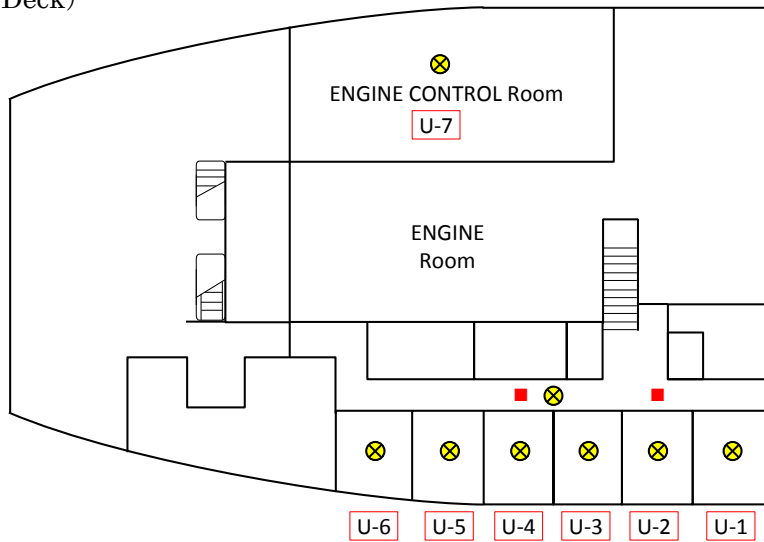 Deck)
ENGINE CONTROL Room
U-7
ENGINE
Room
U-6 U-5 U-4 U-3 U-2 U-1